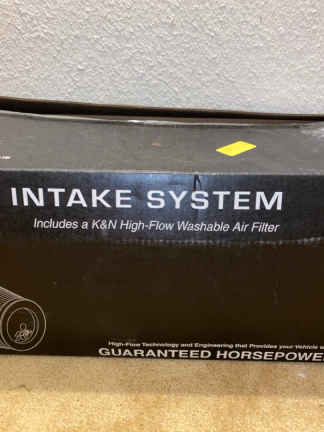 INTAKE SYSTEM
Includes a K&N High-Flow Washable Air Filter
High-Flow Technology and Engineering that Provides your Vehicle
GUARANTEED HORSEPOWER